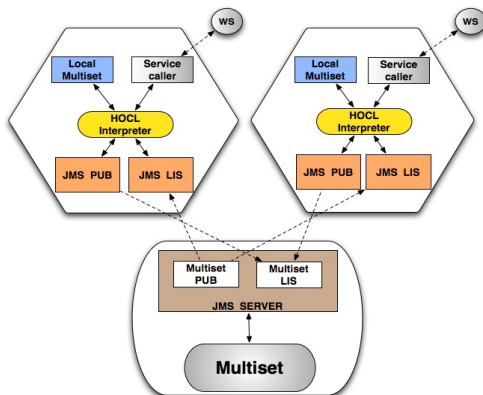 WS
WS
Local
Multiset
Service
caller
HOCL
Interpreter
JMS PUB
JMS LIS
Local
Multiset
Service
caller
HOCL
Interpreter
JMS PUB
JMS LIS
Multiset
PUB
Multiset
LIS
JMS SERVER
Multiset